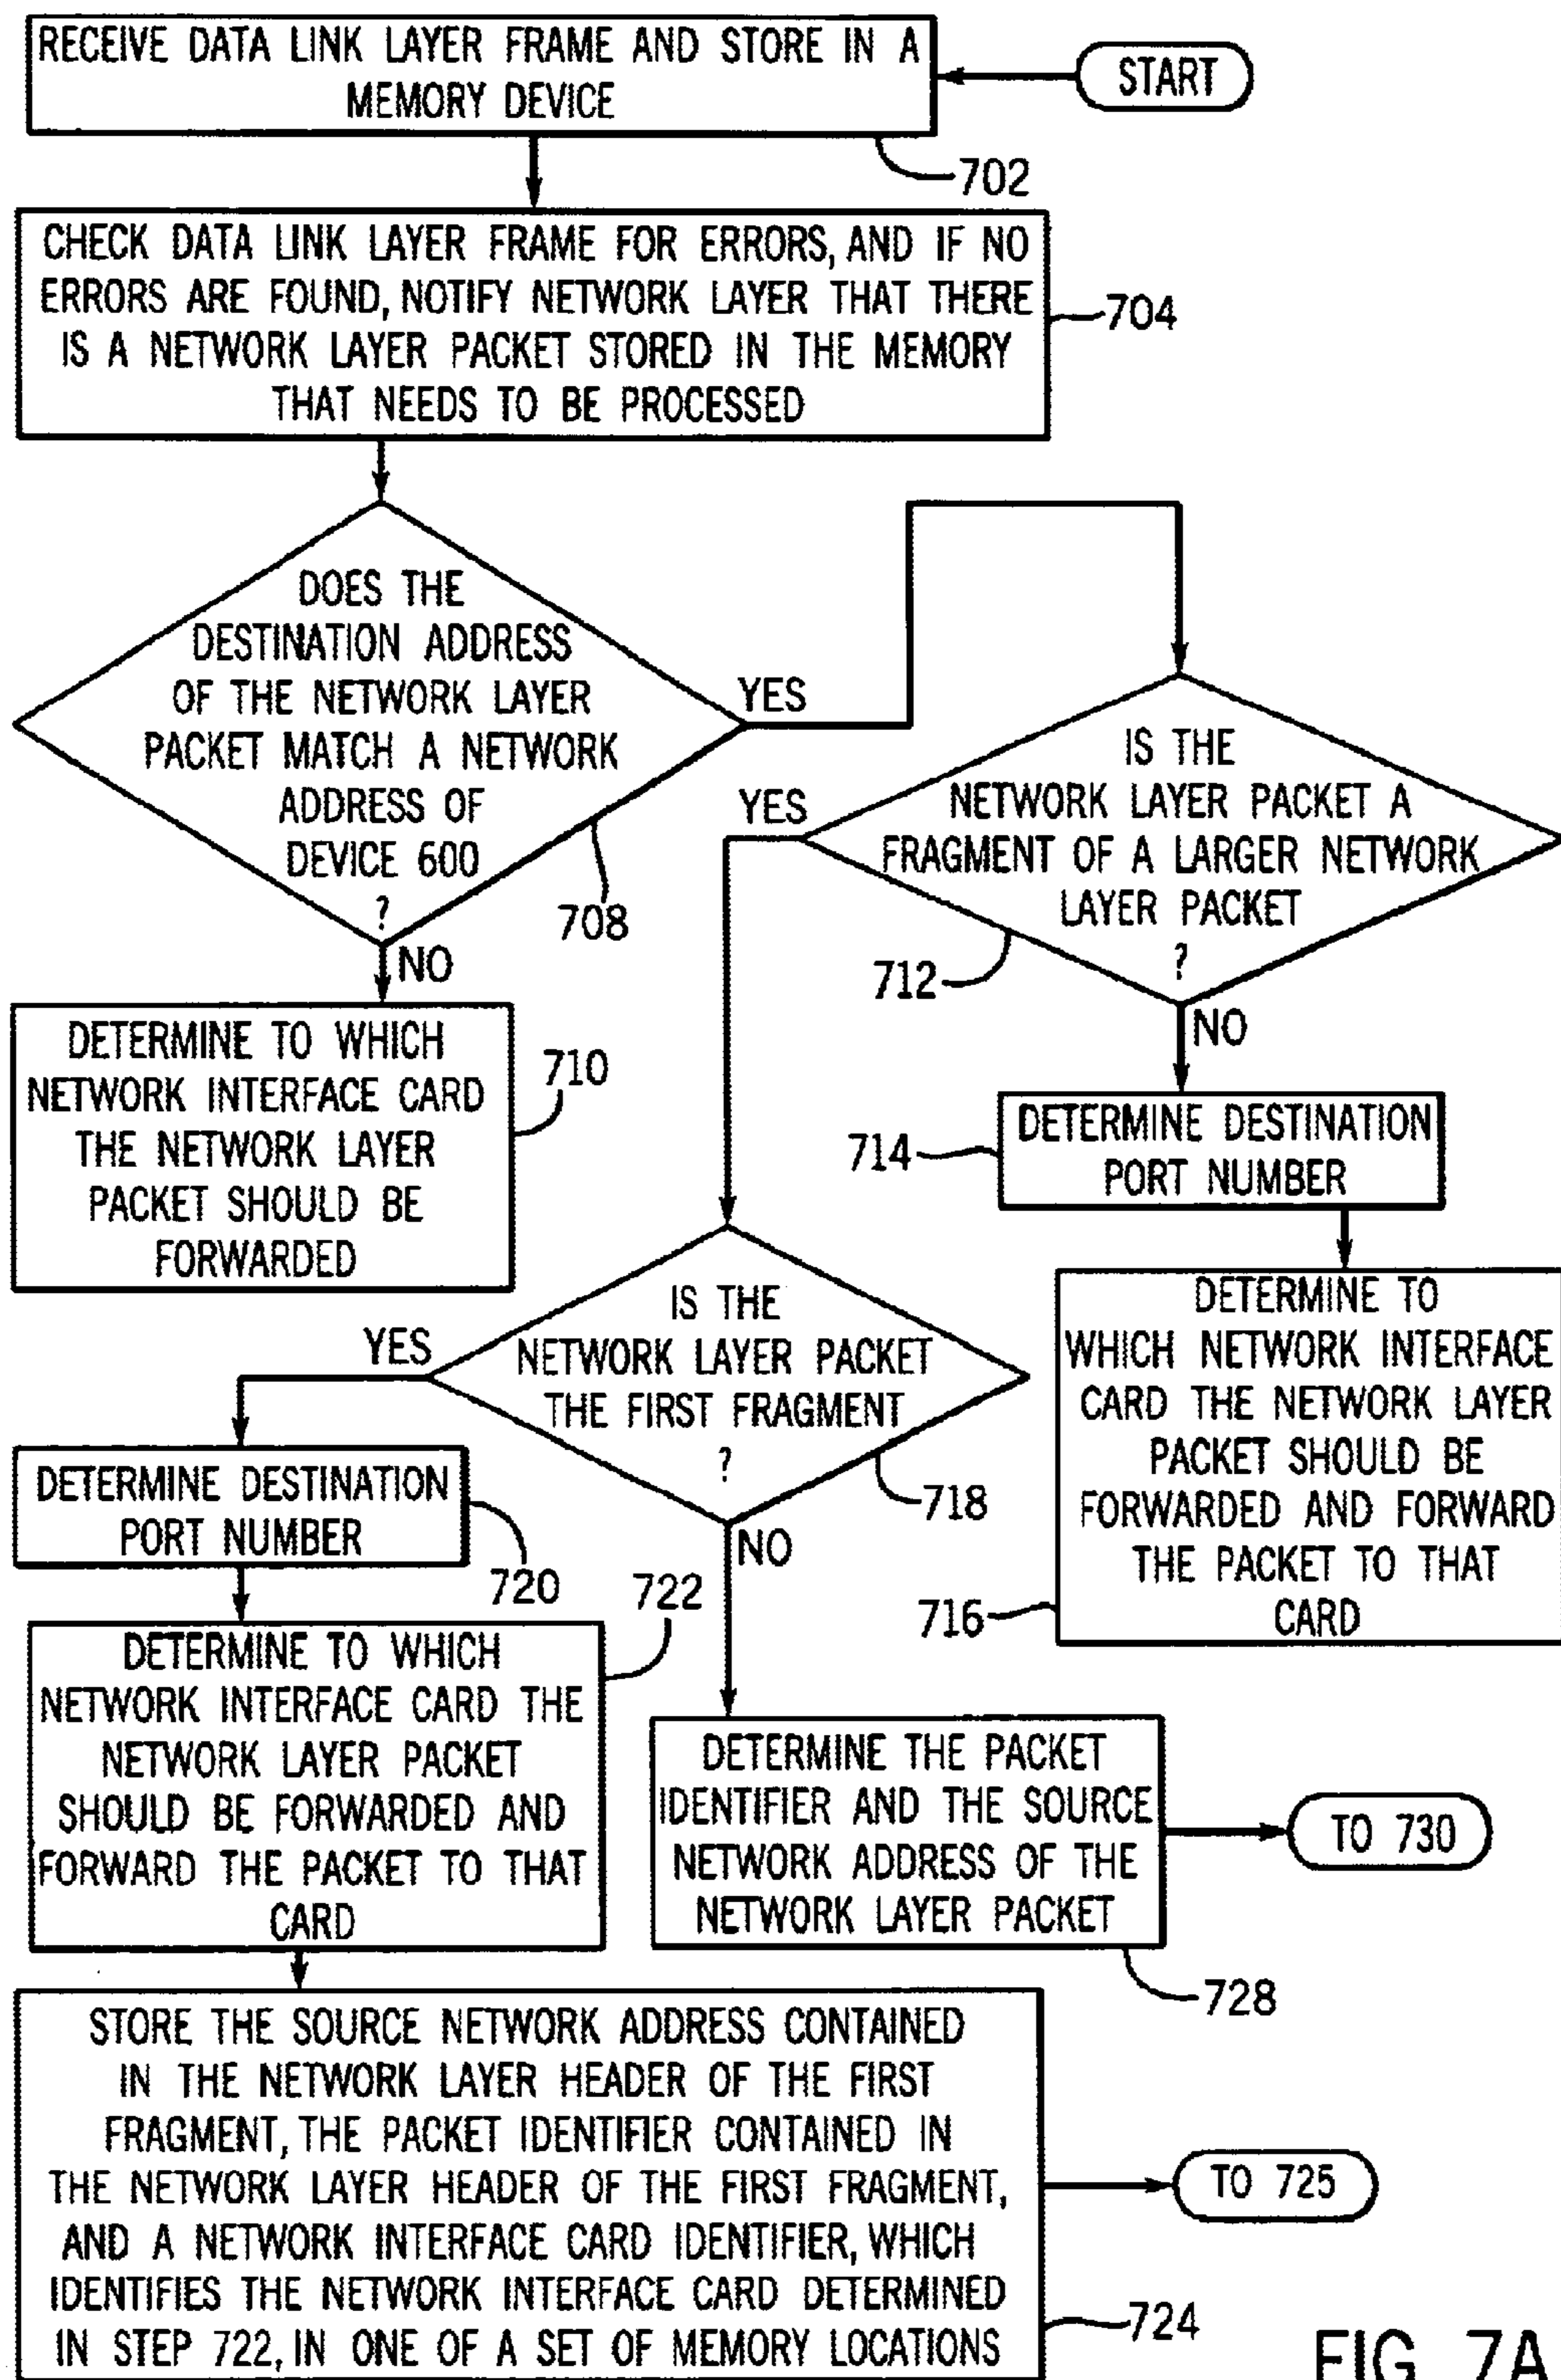 RECEIVE DATA LINK LAYER FRAME AND STORE IN A
MEMORY DEVICE
START
702
CHECK DATA LINK LAYER FRAME FOR ERRORS, AND IF NO
ERRORS ARE FOUND, NOTIFY NETWORK LAYER THAT THERE
IS A NETWORK LAYER PACKET STORED IN THE MEMORY
THAT NEEDS TO BE PROCESSED
704
DOES THE
DESTINATION ADDRESS
OF THE NETWORK LAYER
PACKET MATCH A NETWORK
ADDRESS OF
DEVICE 600
?
708
YES
NO
DETERMINE TO WHICH
NETWORK INTERFACE CARD
THE NETWORK LAYER
PACKET SHOULD BE
FORWARDED
710
IS THE
NETWORK LAYER PACKET A
FRAGMENT OF A LARGER NETWORK
LAYER PACKET
?
712
YES
NO
DETERMINE DESTINATION
PORT NUMBER
714
DETERMINE TO
WHICH NETWORK INTERFACE
CARD THE NETWORK LAYER
PACKET SHOULD BE
FORWARDED AND FORWARD
THE PACKET TO THAT
CARD
716
IS THE
NETWORK LAYER PACKET
THE FIRST FRAGMENT
?
718
YES
NO
DETERMINE DESTINATION
PORT NUMBER
720
DETERMINE TO WHICH
NETWORK INTERFACE CARD THE
NETWORK LAYER PACKET
SHOULD BE FORWARDED AND
FORWARD THE PACKET TO THAT
CARD
722
DETERMINE THE PACKET
IDENTIFIER AND THE SOURCE
NETWORK ADDRESS OF THE
NETWORK LAYER PACKET
728
TO 730
STORE THE SOURCE NETWORK ADDRESS CONTAINED
IN THE NETWORK LAYER HEADER OF THE FIRST
FRAGMENT, THE PACKET IDENTIFIER CONTAINED IN
THE NETWORK LAYER HEADER OF THE FIRST FRAGMENT,
AND A NETWORK INTERFACE CARD IDENTIFIER, WHICH
IDENTIFIES THE NETWORK INTERFACE CARD DETERMINED
IN STEP 722, IN ONE OF A SET OF MEMORY LOCATIONS
724
TO 725
FIG. 7A